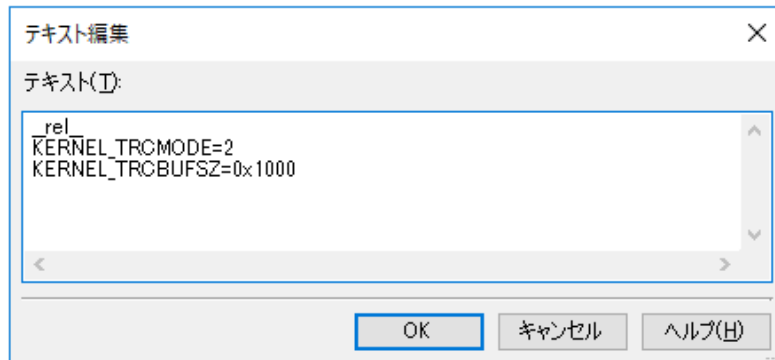 テキスト編集
テキスト(T):
_rel_
KERNEL_TRCMODE=2
KERNEL_TRCBUFSZ=0x1000
OK キャンセル ヘルプ(H)